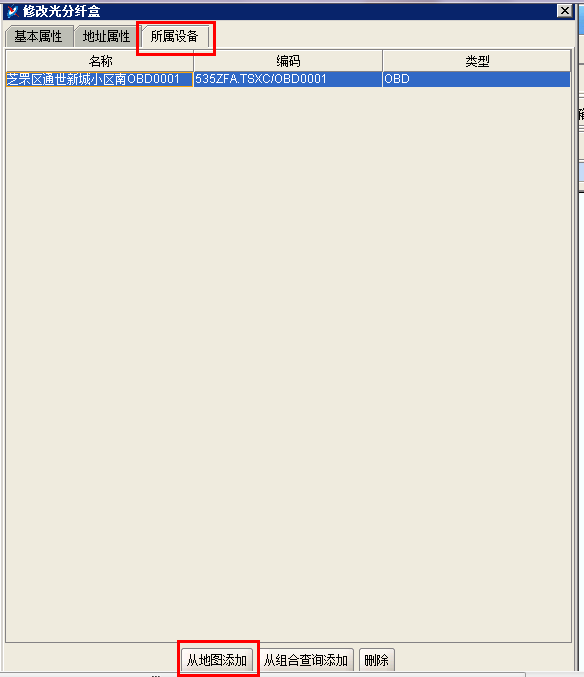 修改光分纤盒
基本属性 地址属性 所属设备
名称 编码 类型
芝罘区通世新城小区南OBD0001 535ZFA.TSXC/OBD0001 OBD
从地图添加 从组合查询添加 删除